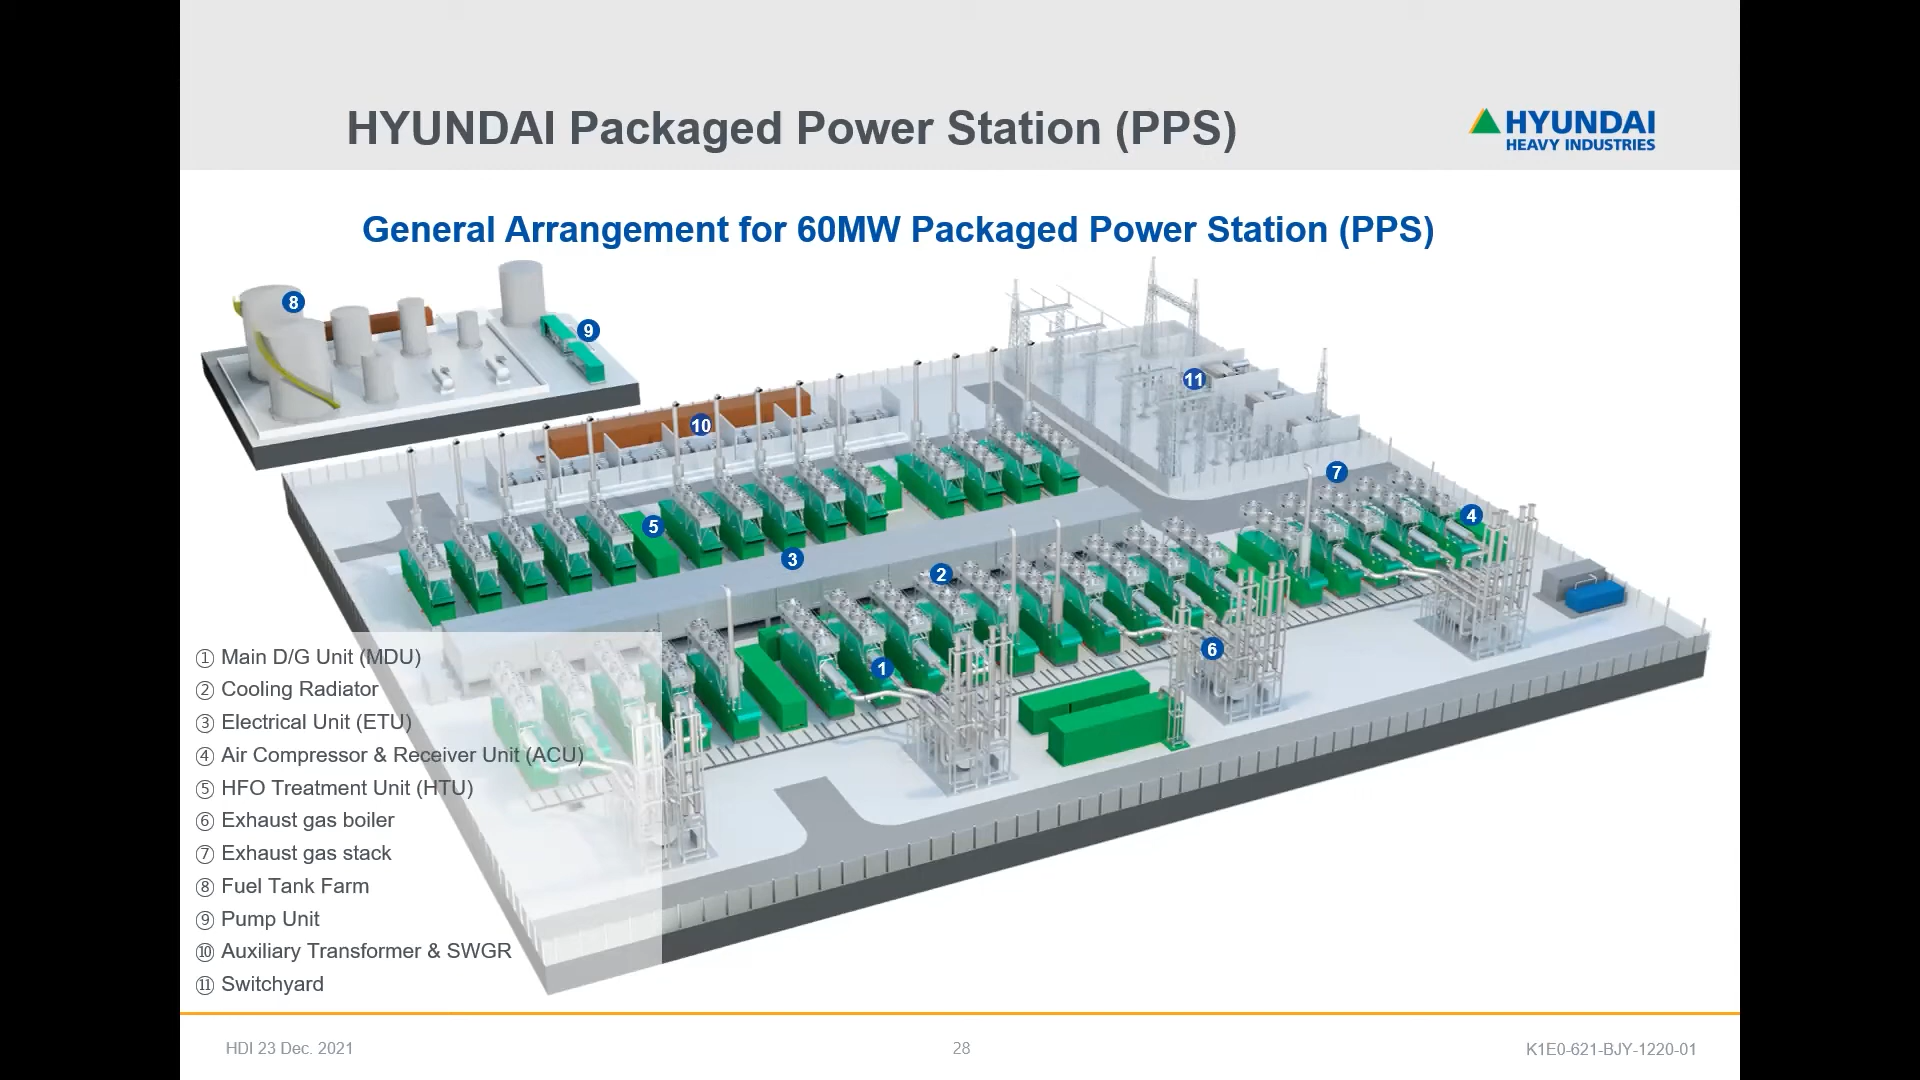 HYUNDAI Packaged Power Station (PPS)
HYUNDAI
HEAVY INDUSTRIES
General Arrangement for 60MW Packaged Power Station (PPS)
8
9
11
10
7
5
4
3
2
6
1
① Main D/G Unit (MDU)
② Cooling Radiator
③ Electrical Unit (ETU)
④ Air Compressor & Receiver Unit (ACU)
⑤ HFO Treatment Unit (HTU)
⑥ Exhaust gas boiler
⑦ Exhaust gas stack
⑧ Fuel Tank Farm
⑨ Pump Unit
⑩ Auxiliary Transformer & SWGR
⑪ Switchyard
HDI 23 Dec. 2021
28
K1E0-621-BJY-1220-01